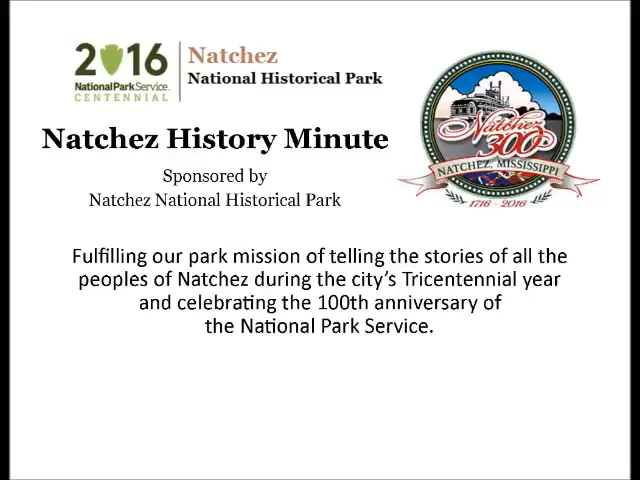 2016
National Park Service
CENTENNIAL
Natchez
National Historical Park
Natchez History Minute
Sponsored by
Natchez National Historical Park
Natchez
300
NATCHEZ, MISSISSIPPI
1716 - 2016
Fulfilling our park mission of telling the stories of all the
peoples of Natchez during the city's Tricentennial year
and celebrating the 100th anniversary of
the National Park Service.